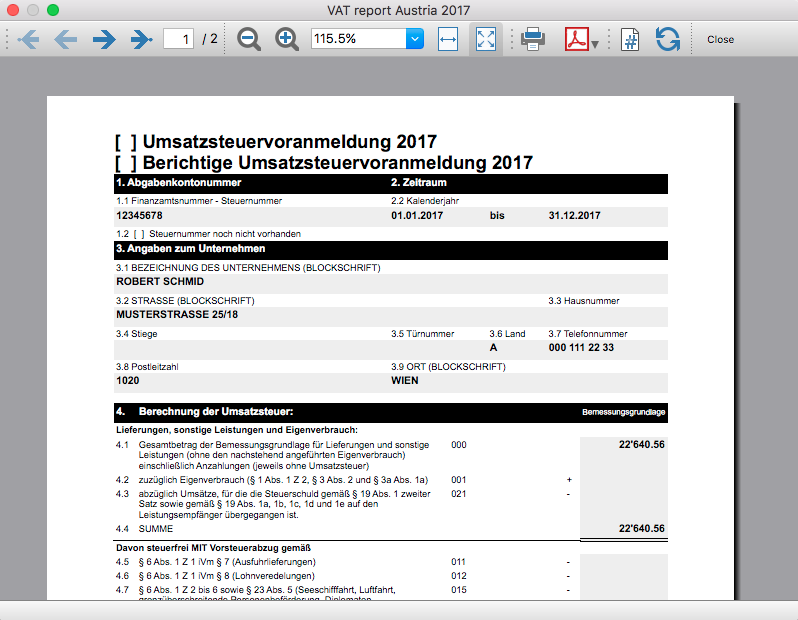 VAT report Austria 2017
1 / 2 115.5% Close
[ ] Umsatzsteuervoranmeldung 2017
[ ] Berichtige Umsatzsteuervoranmeldung 2017
1. Abgabenkontonummer 2. Zeitraum
1.1 Finanzamtsnummer - Steuernummer 2.2 Kalenderjahr
12345678 01.01.2017 bis 31.12.2017
1.2 [ ] Steuernummer noch nicht vorhanden
3. Angaben zum Unternehmen
3.1 BEZEICHNUNG DES UNTERNEHMENS (BLOCKSCHRIFT)
ROBERT SCHMID
3.2 STRASSE (BLOCKSCHRIFT) 3.3 Hausnummer
MUSTERSTRASSE 25/18
3.4 Stiege 3.5 Türnummer 3.6 Land 3.7 Telefonnummer
A 000 111 22 33
3.8 Postleitzahl 3.9 ORT (BLOCKSCHRIFT)
1020 WIEN
4. Berechnung der Umsatzsteuer: Bemessungsgrundlage
Lieferungen, sonstige Leistungen und Eigenverbrauch:
4.1 Gesamtbetrag der Bemessungsgrundlage für Lieferungen und sonstige 000 22'640.56
Leistungen (ohne den nachstehend angeführten Eigenverbrauch)
einschließlich Anzahlungen (jeweils ohne Umsatzsteuer)
4.2 zuzüglich Eigenverbrauch (§ 1 Abs. 1 Z 2, § 3 Abs. 2 und § 3a Abs. 1a) 001 +
4.3 abzüglich Umsätze, für die die Steuerschuld gemäß § 19 Abs. 1 zweiter 021 -
Satz sowie gemäß § 19 Abs. 1a, 1b, 1c, 1d und 1e auf den
Leistungsempfänger übergegangen ist.
4.4 SUMME 22'640.56
Davon steuerfrei MIT Vorsteuerabzug gemäß
4.5 § 6 Abs. 1 Z 1 iVm § 7 (Ausfuhrlieferungen) 011 -
4.6 § 6 Abs. 1 Z 1 iVm § 8 (Lohnveredelungen) 012 -
4.7 § 6 Abs. 1 Z 2 bis 6 sowie § 23 Abs. 5 (Seeschifffahrt, Luftfahrt, 015 -
grenzüberschreitende Personenbeförderung, Diplomaten